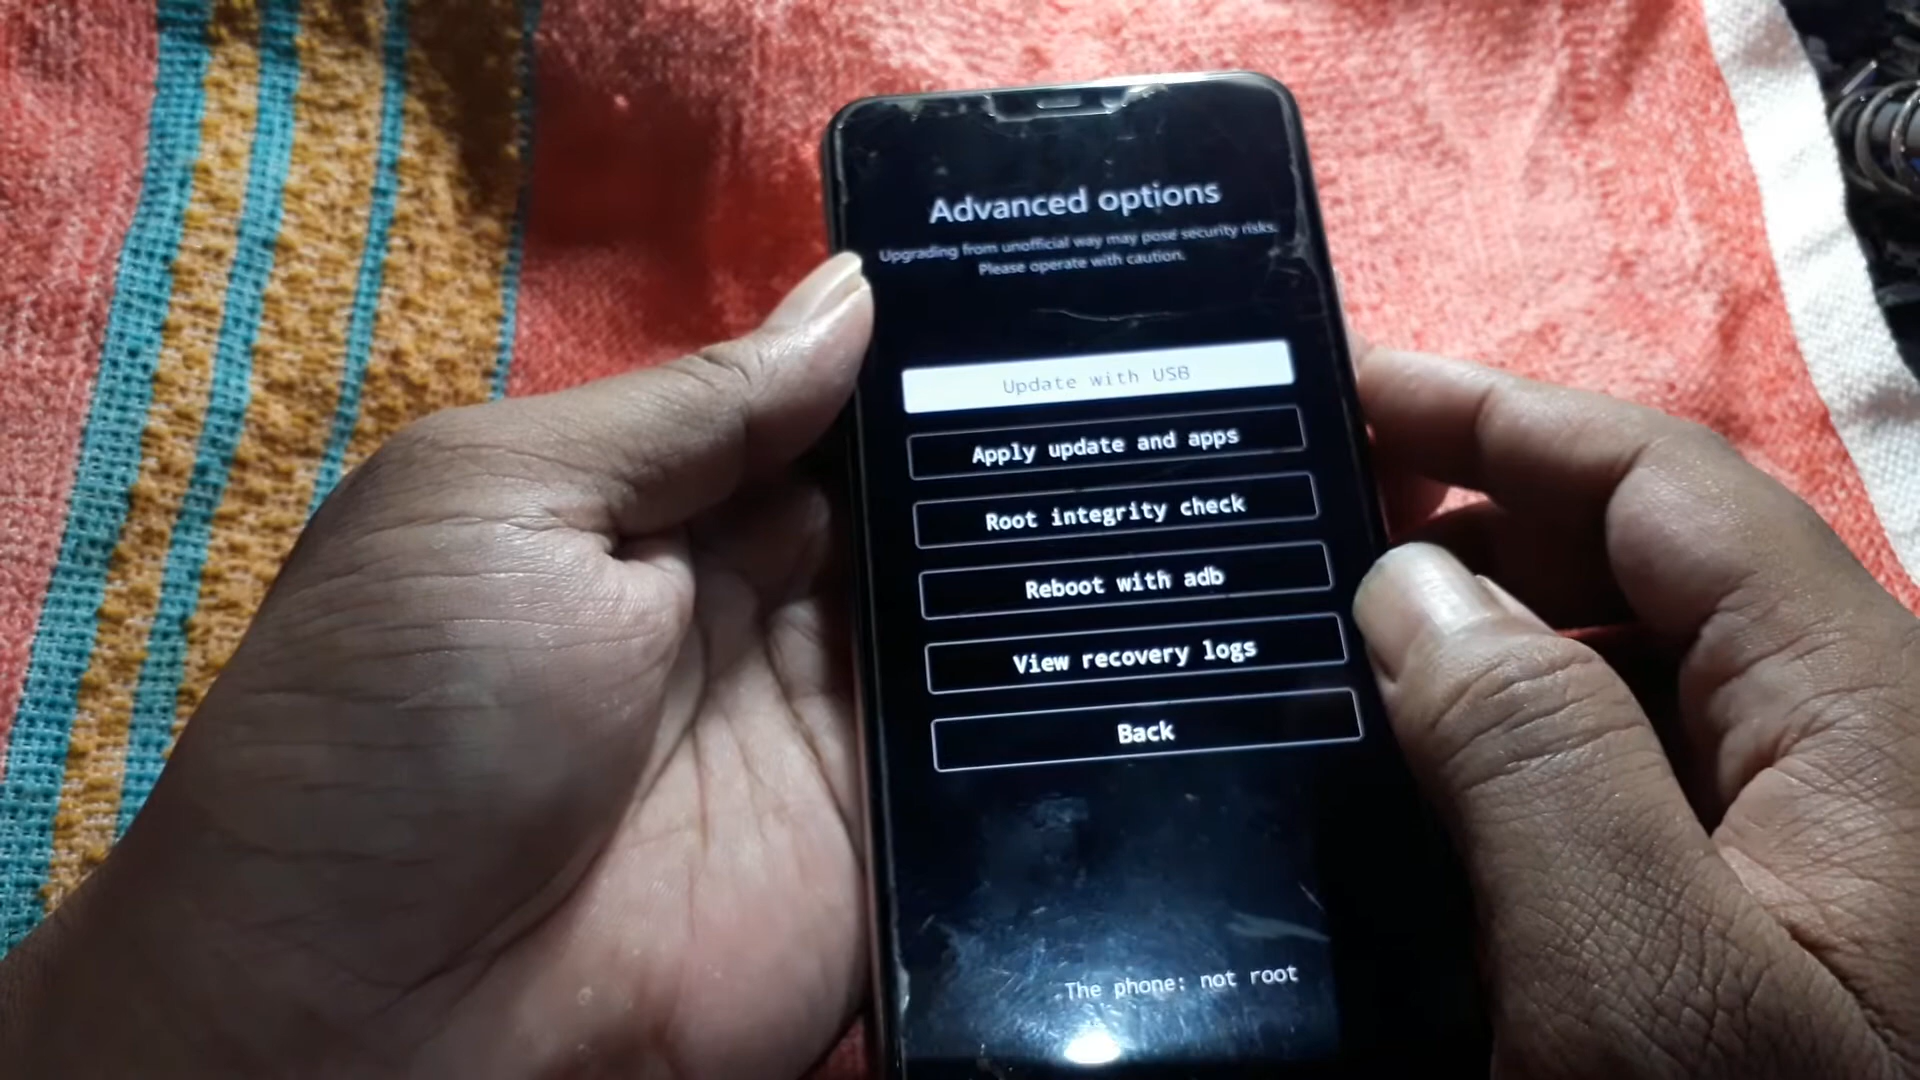 Advanced options
Upgrading from unofficial way may pose security risks.
Please operate with caution.
Update with USB
Apply update and apps
Root integrity check
Reboot with adb
View recovery logs
Back
The phone: not root